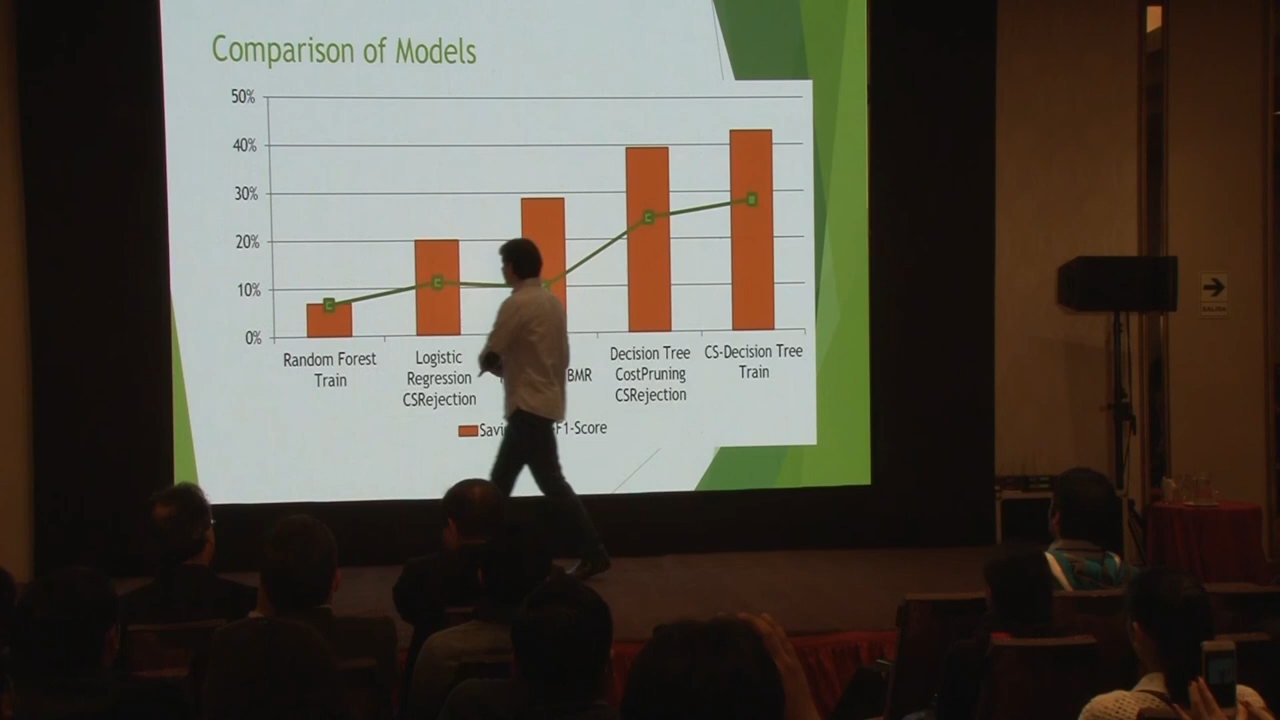 Comparison of Models
50%
40%
30%
20%
10%
0%
Random Forest
Train
Logistic
Regression
CSRejection
BMR
Decision Tree
CostPruning
CSRejection
CS-Decision Tree
Train
F1-Score
SALIDA